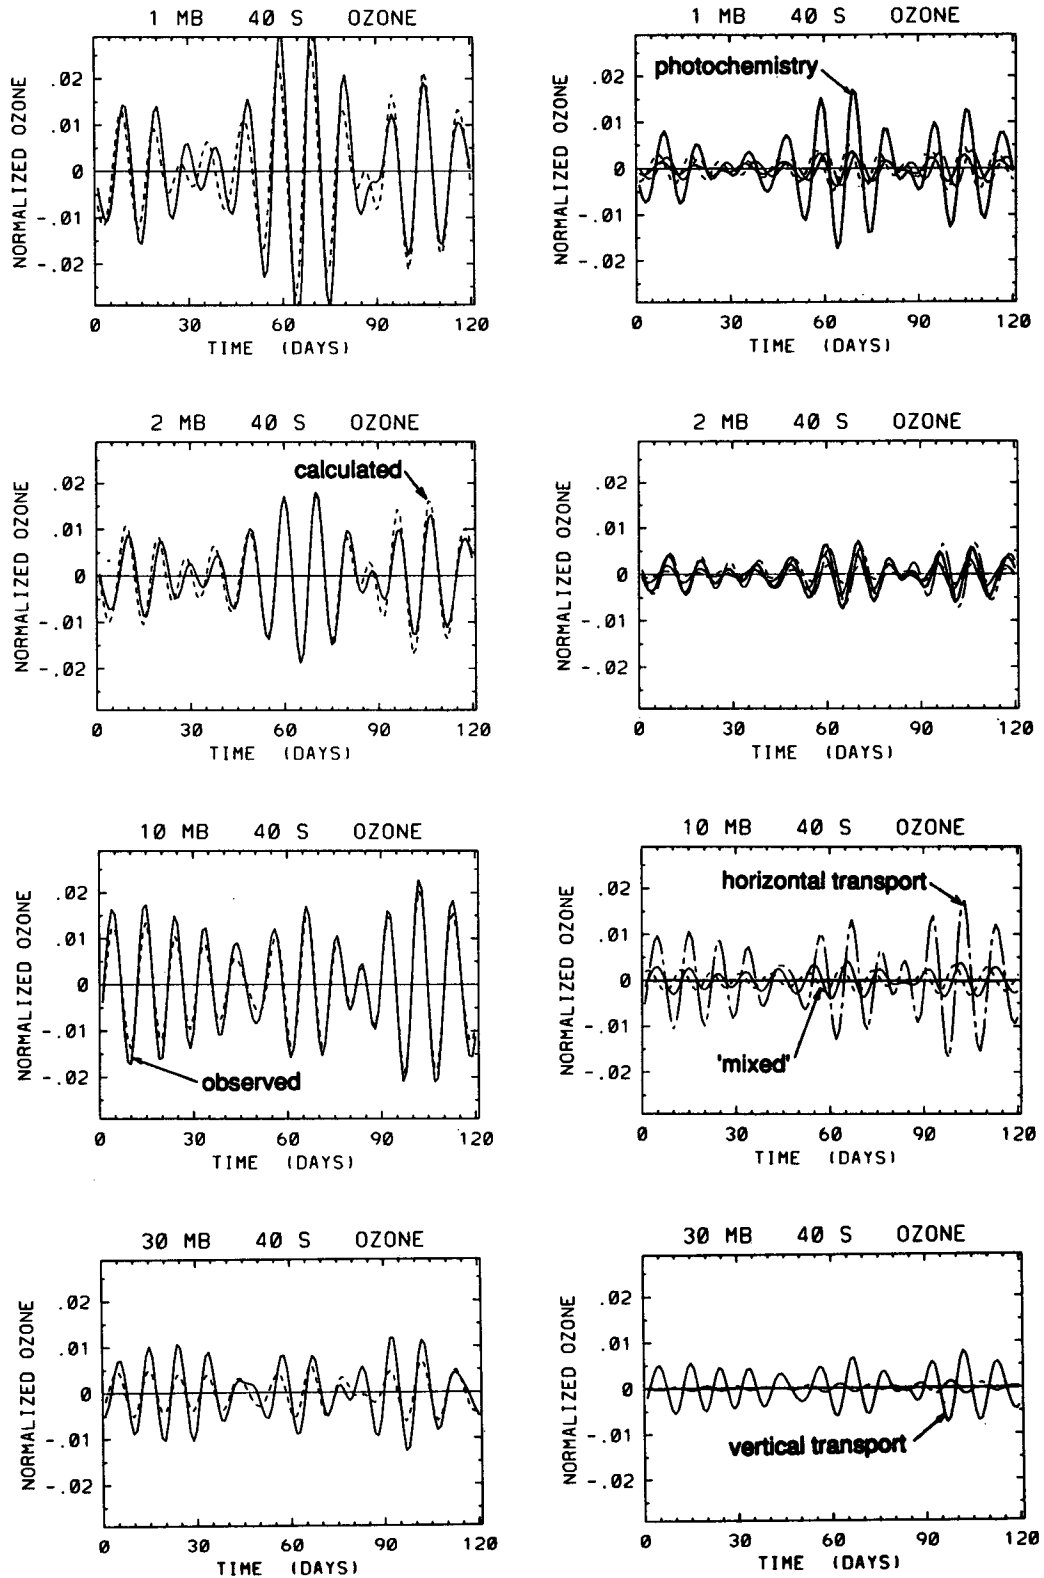 1 MB 40 S OZONE
NORMALIZED OZONE
.02
.01
0
-.01
-.02
0 30 60 90 120
TIME (DAYS)
1 MB 40 S OZONE
photochemistry
NORMALIZED OZONE
.02
.01
0
-.01
-.02
0 30 60 90 120
TIME (DAYS)
2 MB 40 S OZONE
calculated
NORMALIZED OZONE
.02
.01
0
-.01
-.02
0 30 60 90 120
TIME (DAYS)
2 MB 40 S OZONE
NORMALIZED OZONE
.02
.01
0
-.01
-.02
0 30 60 90 120
TIME (DAYS)
10 MB 40 S OZONE
NORMALIZED OZONE
.02
.01
0
-.01
-.02
observed
0 30 60 90 120
TIME (DAYS)
10 MB 40 S OZONE
horizontal transport
NORMALIZED OZONE
.02
.01
0
-.01
-.02
'mixed'
0 30 60 90 120
TIME (DAYS)
30 MB 40 S OZONE
NORMALIZED OZONE
.02
.01
0
-.01
-.02
0 30 60 90 120
TIME (DAYS)
30 MB 40 S OZONE
NORMALIZED OZONE
.02
.01
0
-.01
-.02
vertical transport
0 30 60 90 120
TIME (DAYS)